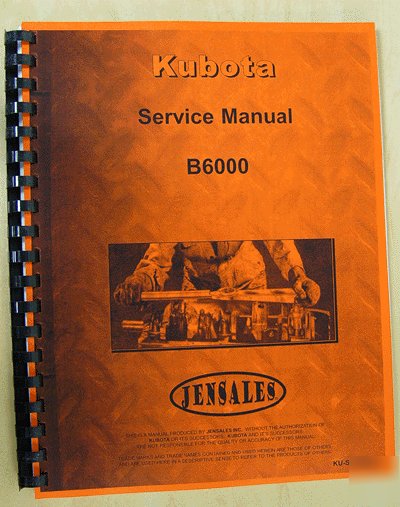 Kubota
Service Manual
B6000
JENSALES
THIS IS A MANUAL PRODUCED BY JENSALES INC. WITHOUT THE AUTHORIZATION OF
KUBOTA OR IT'S SUCCESSORS. KUBOTA AND IT'S SUCCESSORS
ARE NOT RESPONSIBLE FOR THE QUALITY OR ACCURACY OF THIS MANUAL.
TRADE MARKS AND TRADE NAMES CONTAINED AND USED HEREIN ARE THOSE OF OTHERS,
AND ARE USED HERE IN A DESCRIPTIVE SENSE TO REFER TO THE PRODUCTS OF OTHERS.
KU-S